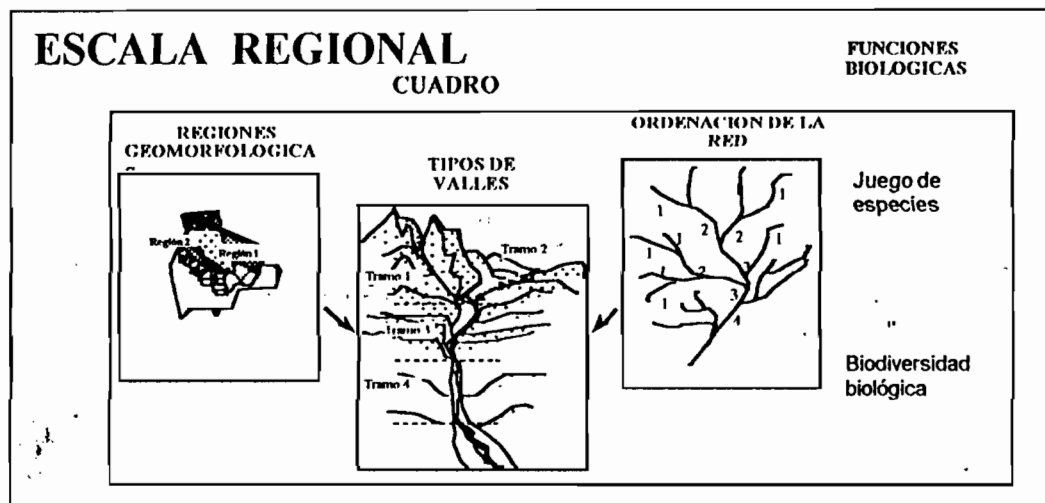 ESCALA REGIONAL
CUADRO
FUNCIONES
BIOLOGICAS
REGIONES
GEOMORFOLOGICA
Región 2
Región 1
TIPOS DE
VALLES
Tramo 2
Tramo 1
Tramo 3
Tramo 4
ORDENACION DE LA
RED
1
1
1
2
2
1
1
1
3
1
2
1
3
4
Juego de
especies
"
Biodiversidad
biológica